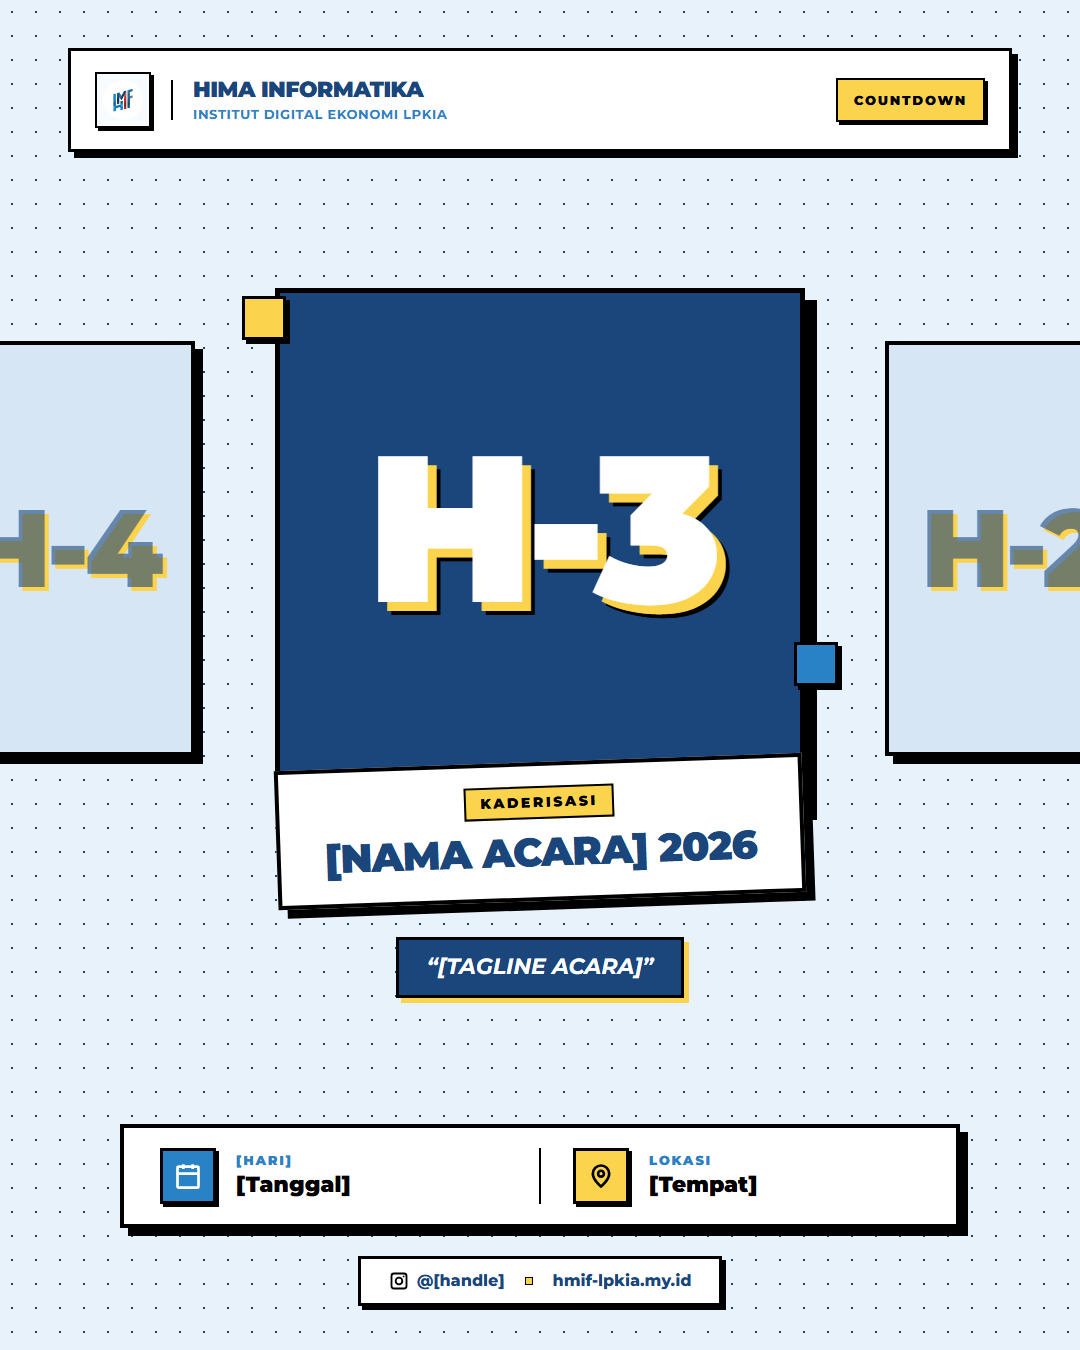 HMIF
HIMA INFORMATIKA
INSTITUT DIGITAL EKONOMI LPKIA
COUNTDOWN
H-4
H-3
H-2
KADERISASI
[NAMA ACARA] 2026
“[TAGLINE ACARA]”
[HARI]
[Tanggal]
LOKASI
[Tempat]
@[handle]
hmif-lpkia.my.id